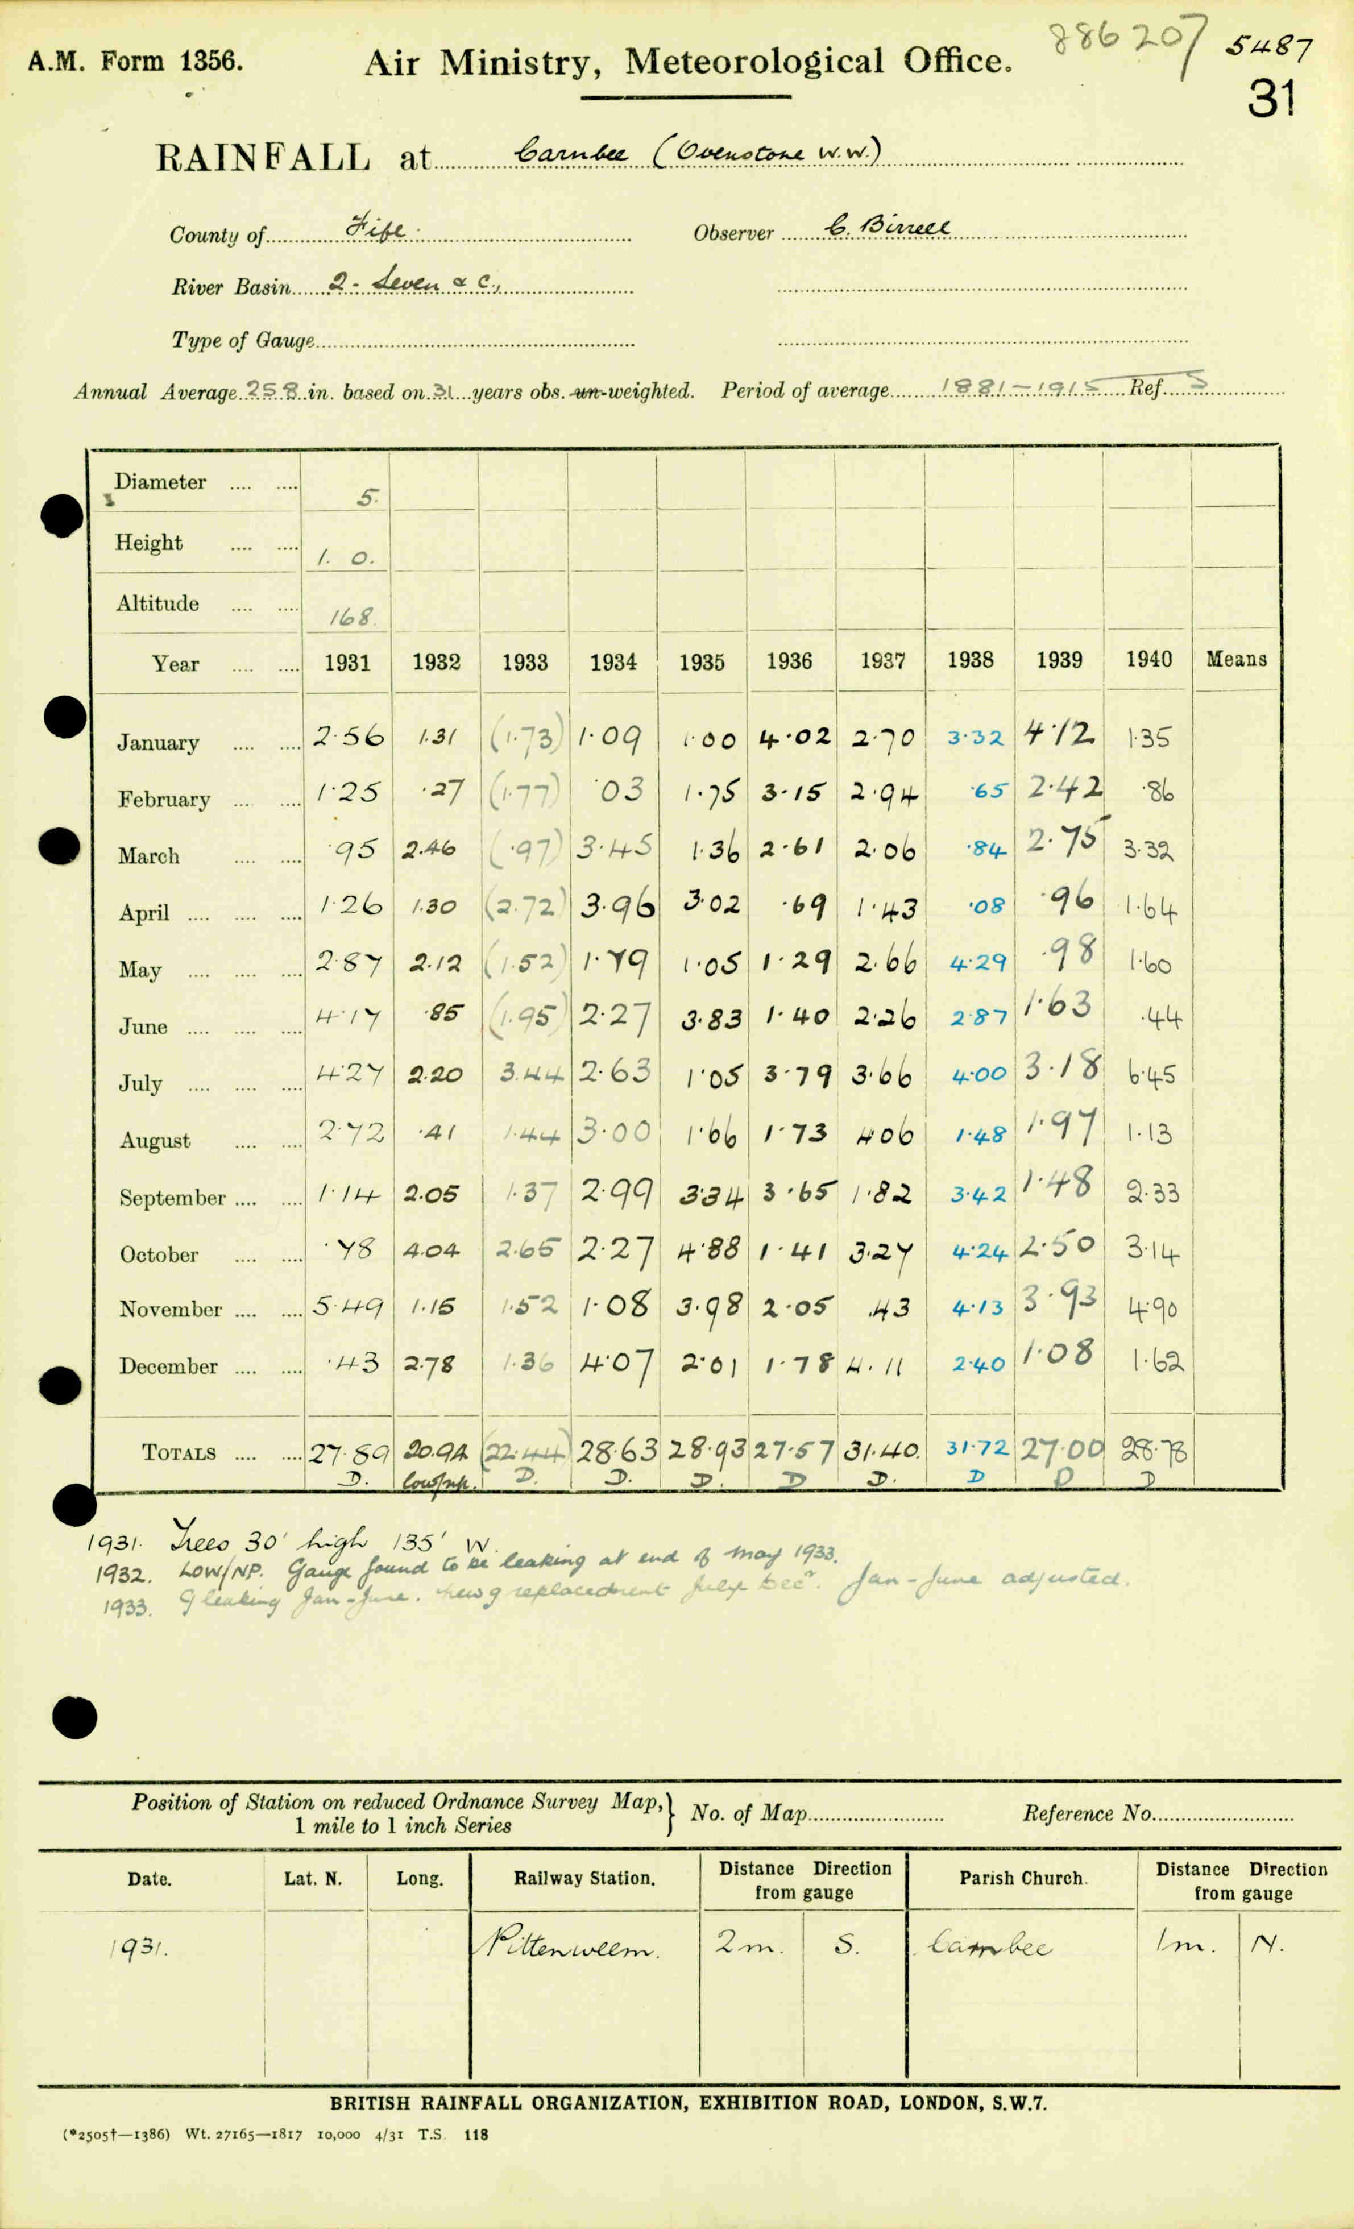 886207 5487
A.M. Form 1356. Air Ministry, Meteorological Office.
31
RAINFALL at Carnbee (Ovenstone W.W.)
County of Fife. Observer C. Birrell
River Basin 2 - Leven & C.,
Type of Gauge
Annual Average 25.8 in. based on 31 years obs. un-weighted. Period of average 1881-1915 Ref. S
Diameter .... .... 5.
Height .... .... 1. 0.
Altitude .... .... 168.
Year .... .... 1931 1932 1933 1934 1935 1936 1937 1938 1939 1940 Means
January .... .... 2.56 1.31 (1.73) 1.09 1.00 4.02 2.70 3.32 4.12 1.35
February .... .... 1.25 .27 (1.77) .03 1.75 3.15 2.94 .65 2.42 .86
March .... .... .95 2.46 (.97) 3.45 1.36 2.61 2.06 .84 2.75 3.32
April .... .... .... 1.26 1.30 (2.72) 3.96 3.02 .69 1.43 .08 .96 1.64
May .... .... .... 2.87 2.12 (1.52) 1.79 1.05 1.29 2.66 4.29 .98 1.60
June .... .... .... 4.17 .85 (1.95) 2.27 3.83 1.40 2.26 2.87 1.63 .44
July .... .... .... 4.27 2.20 3.44 2.63 1.05 3.79 3.66 4.00 3.18 6.45
August .... .... 2.72 .41 1.44 3.00 1.66 1.73 4.06 1.48 1.97 1.13
September .... .... 1.14 2.05 1.37 2.99 3.34 3.65 1.82 3.42 1.48 2.33
October .... .... .78 4.04 2.65 2.27 4.88 1.41 3.27 4.24 2.50 3.14
November .... .... 5.49 1.15 1.52 1.08 3.98 2.05 .43 4.13 3.93 4.90
December .... .... .43 2.78 1.36 4.07 2.01 1.78 4.11 2.40 1.08 1.62
TOTALS .... .... 27.89 20.94 (22.44) 28.63 28.93 27.57 31.40. 31.72 27.00 28.78
D. low/np. D. D. D. D D. D D D
1931. Trees 30' high 135' W.
1932. LOW/NP. Gauge found to be leaking at end of May 1933.
1933. G leaking Jan-June. New g replacement July Decr. Jan-June adjusted.
Position of Station on reduced Ordnance Survey Map, } No. of Map Reference No.
1 mile to 1 inch Series
Date. Lat. N. Long. Railway Station. Distance Direction from gauge Parish Church. Distance Direction from gauge
1931. Pittenweem. 2m. S. Carnbee 1m. N.
BRITISH RAINFALL ORGANIZATION, EXHIBITION ROAD, LONDON, S.W.7.
(*2505†—1386) Wt. 27165—1817 10,000 4/31 T.S. 118